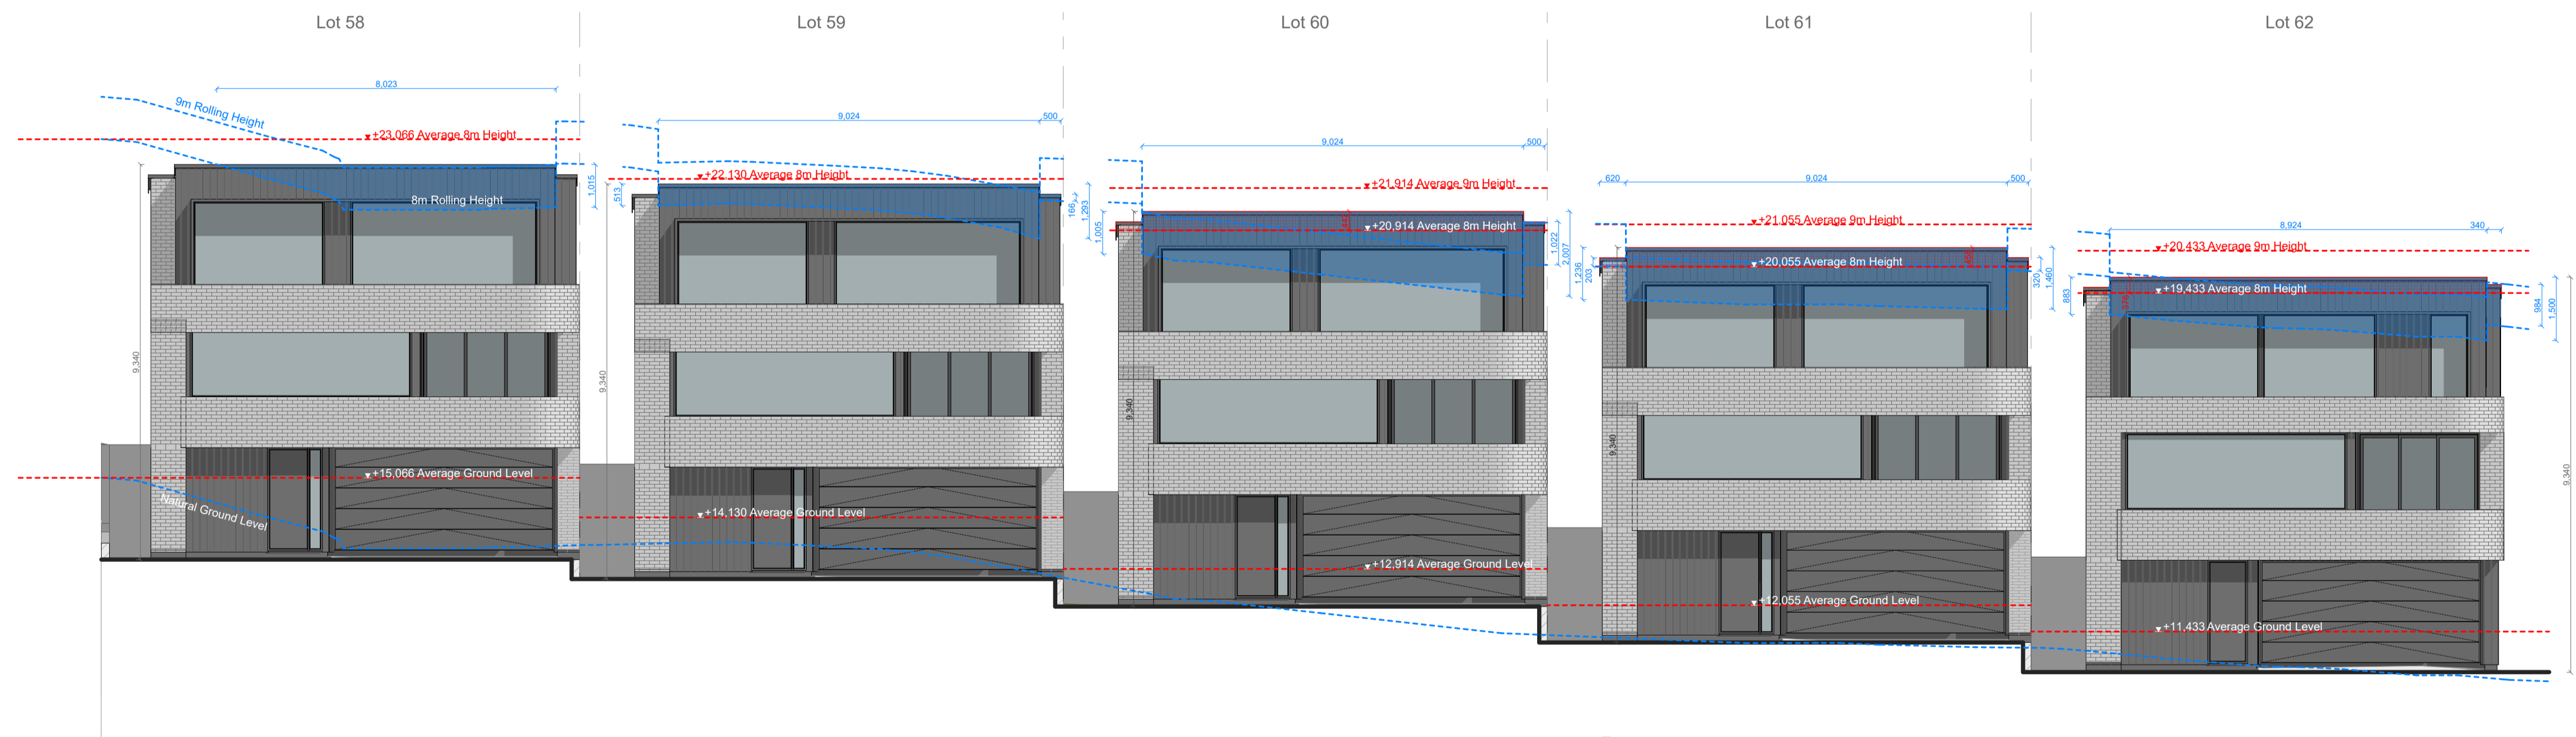 Lot 58
Lot 59
Lot 60
Lot 61
Lot 62
8,023
9m Rolling Height
+23,066 Average 8m Height
1,015
8m Rolling Height
9,340
+15,066 Average Ground Level
Natural Ground Level
9,024
500
+22,130 Average 8m Height
513
166
1,293
9,340
+14,130 Average Ground Level
9,024
500
+21,914 Average 9m Height
+20,914 Average 8m Height
1,005
1,022
2,007
9,340
+12,914 Average Ground Level
620
9,024
500
+21,055 Average 9m Height
+20,055 Average 8m Height
1,236
203
320
1,460
9,340
+12,055 Average Ground Level
8,924
340
+20,433 Average 9m Height
+19,433 Average 8m Height
883
984
1,500
9,340
+11,433 Average Ground Level